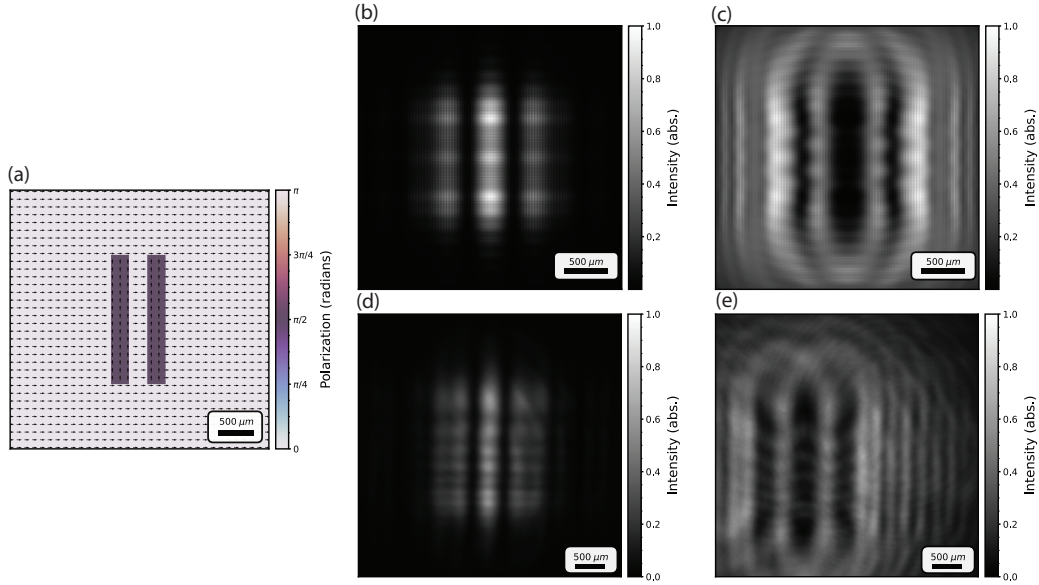 (a)
π
3π/4
π/2
π/4
0
Polarization (radians)
500 μm
(b)
1.0
0.8
0.6
0.4
0.2
Intensity (abs.)
500 μm
(c)
1.0
0.8
0.6
0.4
0.2
Intensity (abs.)
500 μm
(d)
1.0
0.8
0.6
0.4
0.2
0.0
Intensity (abs.)
500 μm
(e)
1.0
0.8
0.6
0.4
0.2
0.0
Intensity (abs.)
500 μm